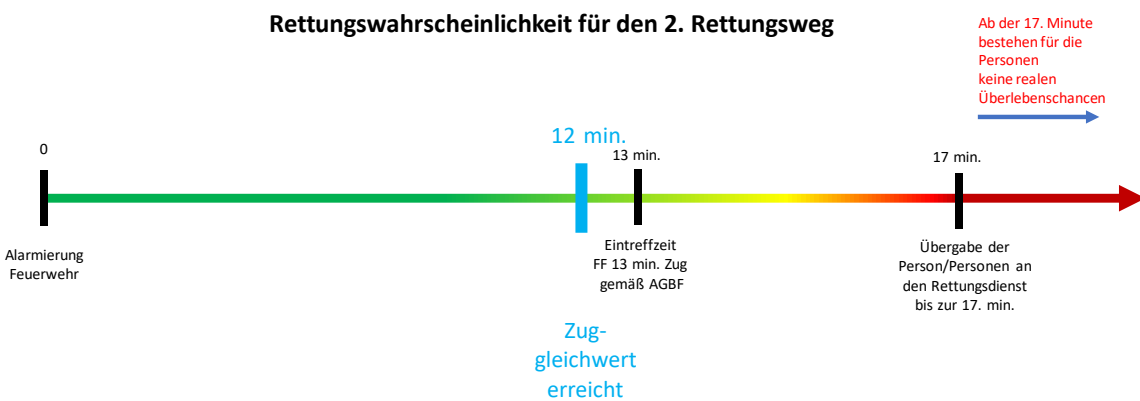 Rettungswahrscheinlichkeit für den 2. Rettungsweg
Ab der 17. Minute
bestehen für die
Personen
keine realen
Überlebenschancen
0
12 min.
13 min.
17 min.
Alarmierung
Feuerwehr
Eintreffzeit
FF 13 min. Zug
gemäß AGBF
Übergabe der
Person/Personen an
den Rettungsdienst
bis zur 17. min.
Zug-
gleichwert
erreicht